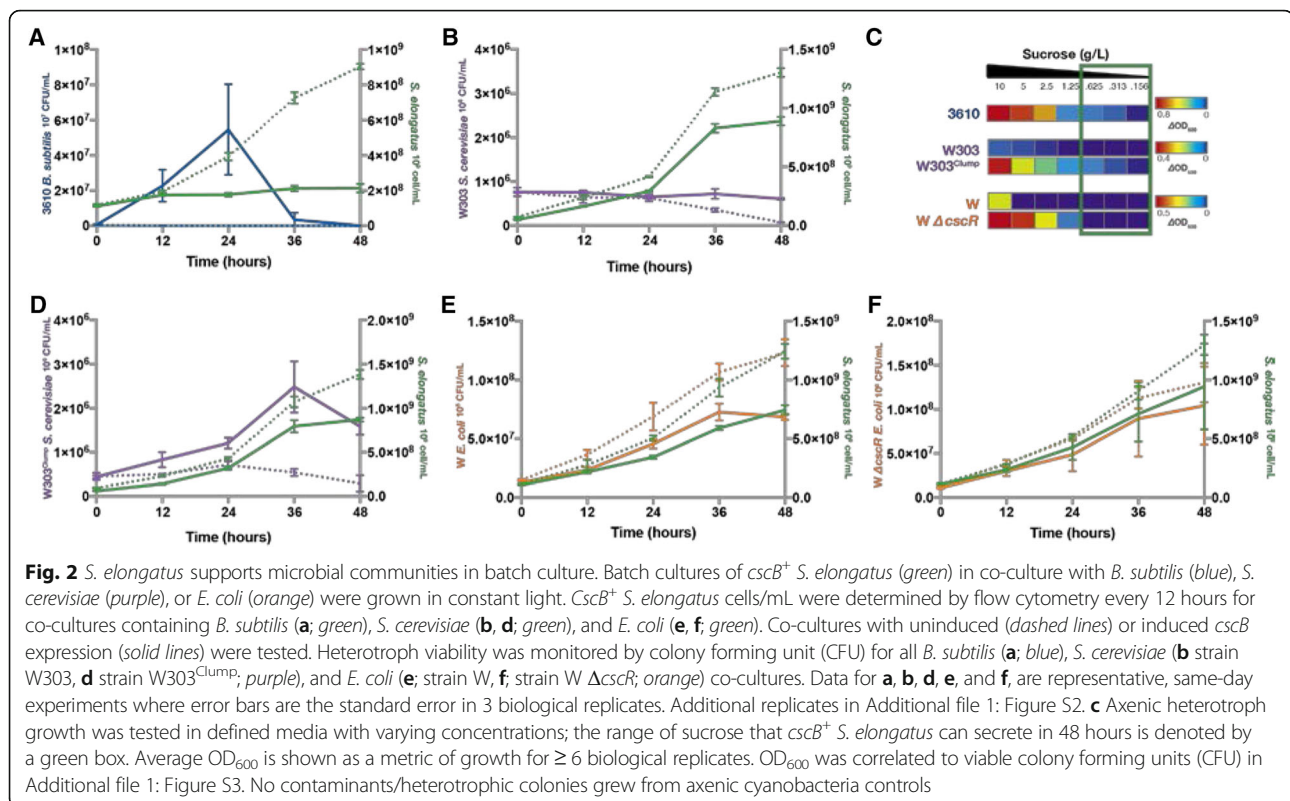 A
B
C
1×10⁸
8×10⁷
6×10⁷
4×10⁷
2×10⁷
0
3610 B. subtilis 10⁷ CFU/mL
1×10⁹
8×10⁸
6×10⁸
4×10⁸
2×10⁸
0
S. elongatus 10⁸ cell/mL
0 12 24 36 48
Time (hours)
4×10⁶
3×10⁶
2×10⁶
1×10⁶
0
W303 S. cerevisiae 10⁶ CFU/mL
1.5×10⁹
1.0×10⁹
5.0×10⁸
0.0
S. elongatus 10⁸ cell/mL
0 12 24 36 48
Time (hours)
Sucrose (g/L)
10 5 2.5 1.25 .625 .313 .156
3610
0.8 0
ΔOD₆₀₀
W303
W303Clump
0.4 0
ΔOD₆₀₀
W
W ΔcscR
0.5 0
ΔOD₆₀₀
D
E
F
4×10⁶
3×10⁶
2×10⁶
1×10⁶
0
W303Clump S. cerevisiae 10⁶ CFU/mL
2.0×10⁹
1.5×10⁹
1.0×10⁹
5.0×10⁸
0.0
S. elongatus 10⁸ cell/mL
0 12 24 36 48
Time (hours)
1.5×10⁸
1.0×10⁸
5.0×10⁷
0.0
W E. coli 10⁸ CFU/mL
1.5×10⁹
1.0×10⁹
5.0×10⁸
0.0
S. elongatus 10⁸ cell/mL
0 12 24 36 48
Time (hours)
2.0×10⁸
1.5×10⁸
1.0×10⁸
5.0×10⁷
0.0
W ΔcscR E. coli 10⁸ CFU/mL
1.5×10⁹
1.0×10⁹
5.0×10⁸
0.0
S. elongatus 10⁸ cell/mL
0 12 24 36 48
Time (hours)
Fig. 2 S. elongatus supports microbial communities in batch culture. Batch cultures of cscB⁺ S. elongatus (green) in co-culture with B. subtilis (blue), S.
cerevisiae (purple), or E. coli (orange) were grown in constant light. CscB⁺ S. elongatus cells/mL were determined by flow cytometry every 12 hours for
co-cultures containing B. subtilis (a; green), S. cerevisiae (b, d; green), and E. coli (e, f; green). Co-cultures with uninduced (dashed lines) or induced cscB
expression (solid lines) were tested. Heterotroph viability was monitored by colony forming unit (CFU) for all B. subtilis (a; blue), S. cerevisiae (b strain
W303, d strain W303Clump; purple), and E. coli (e; strain W, f; strain W ΔcscR; orange) co-cultures. Data for a, b, d, e, and f, are representative, same-day
experiments where error bars are the standard error in 3 biological replicates. Additional replicates in Additional file 1: Figure S2. c Axenic heterotroph
growth was tested in defined media with varying concentrations; the range of sucrose that cscB⁺ S. elongatus can secrete in 48 hours is denoted by
a green box. Average OD₆₀₀ is shown as a metric of growth for ≥ 6 biological replicates. OD₆₀₀ was correlated to viable colony forming units (CFU) in
Additional file 1: Figure S3. No contaminants/heterotrophic colonies grew from axenic cyanobacteria controls